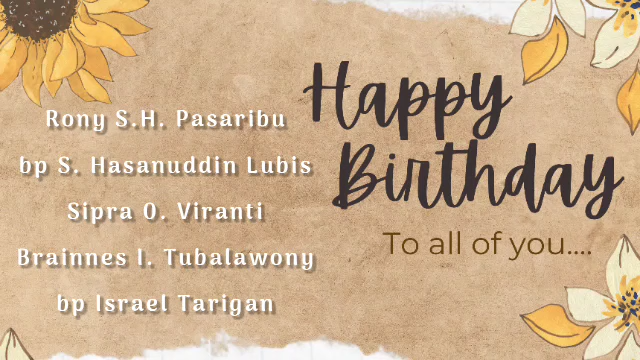 Rony S.H. Pasaribu
bp S. Hasanuddin Lubis
Sipra O. Viranti
Brainnes I. Tubalawony
bp Israel Tarigan
Happy
Birthday
To all of you....